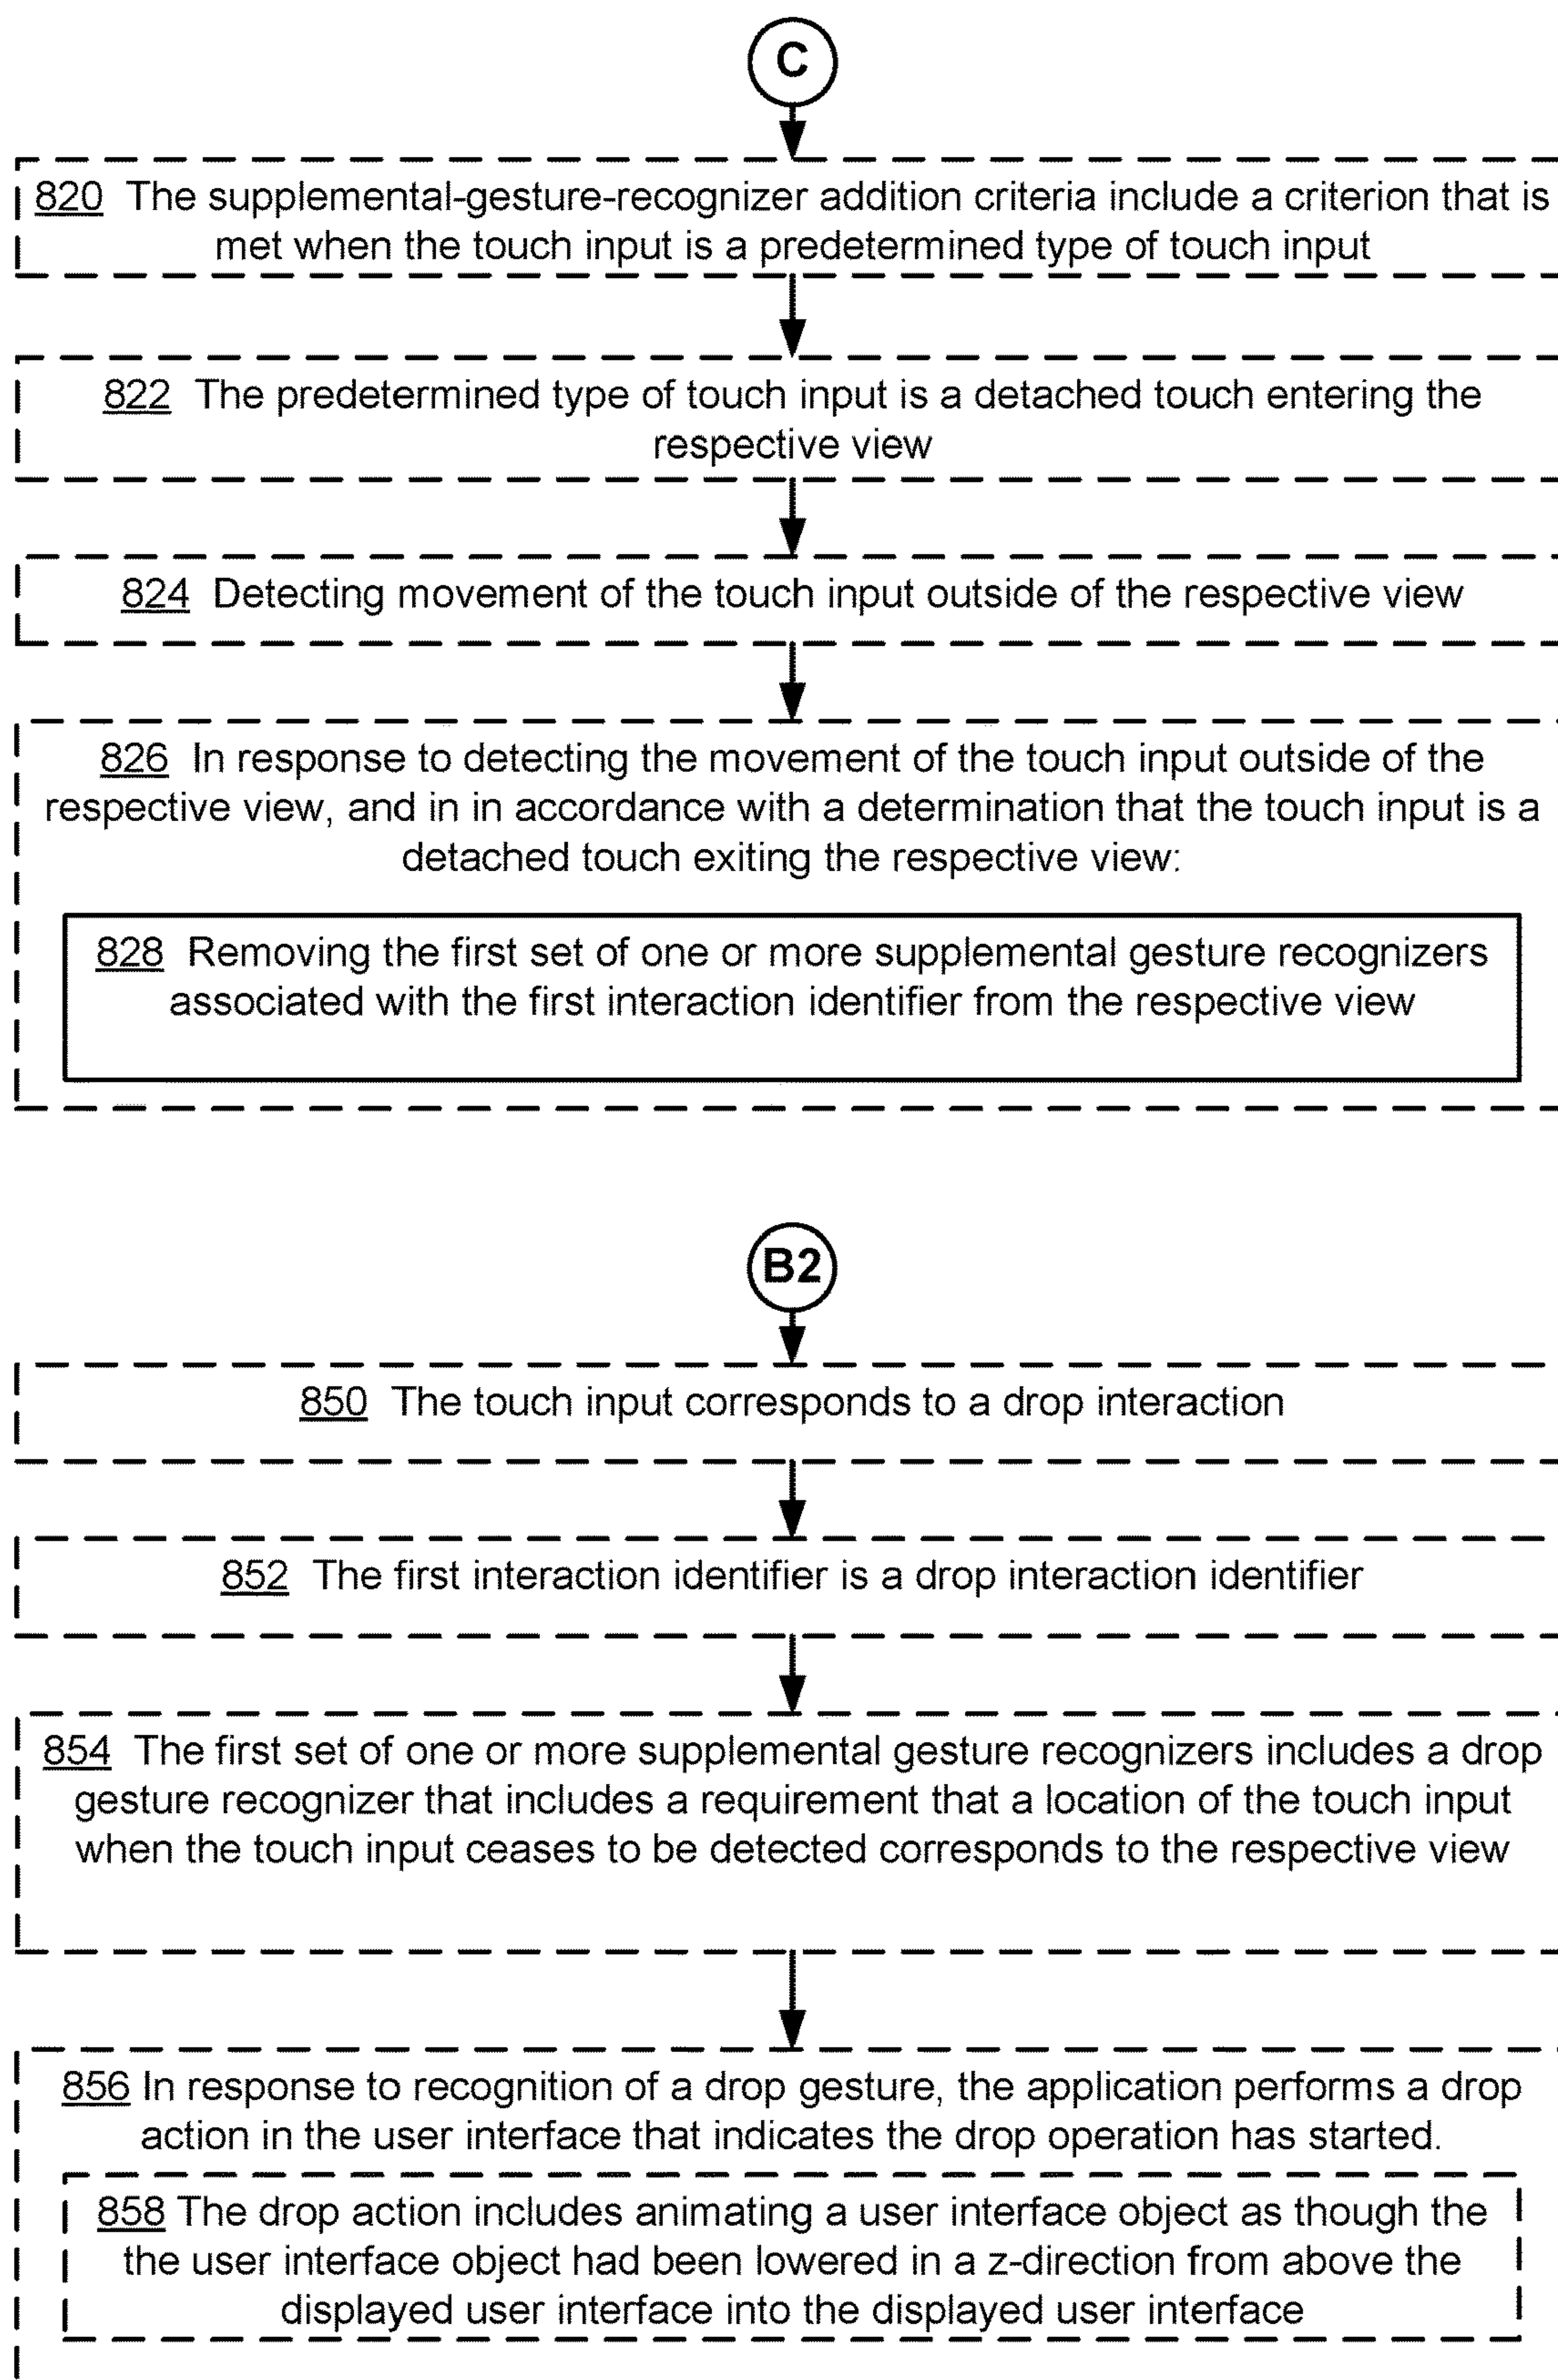 C
820 The supplemental-gesture-recognizer addition criteria include a criterion that is
met when the touch input is a predetermined type of touch input
822 The predetermined type of touch input is a detached touch entering the
respective view
824 Detecting movement of the touch input outside of the respective view
826 In response to detecting the movement of the touch input outside of the
respective view, and in in accordance with a determination that the touch input is a
detached touch exiting the respective view:
828 Removing the first set of one or more supplemental gesture recognizers
associated with the first interaction identifier from the respective view
B2
850 The touch input corresponds to a drop interaction
852 The first interaction identifier is a drop interaction identifier
854 The first set of one or more supplemental gesture recognizers includes a drop
gesture recognizer that includes a requirement that a location of the touch input
when the touch input ceases to be detected corresponds to the respective view
856 In response to recognition of a drop gesture, the application performs a drop
action in the user interface that indicates the drop operation has started.
858 The drop action includes animating a user interface object as though the
the user interface object had been lowered in a z-direction from above the
displayed user interface into the displayed user interface